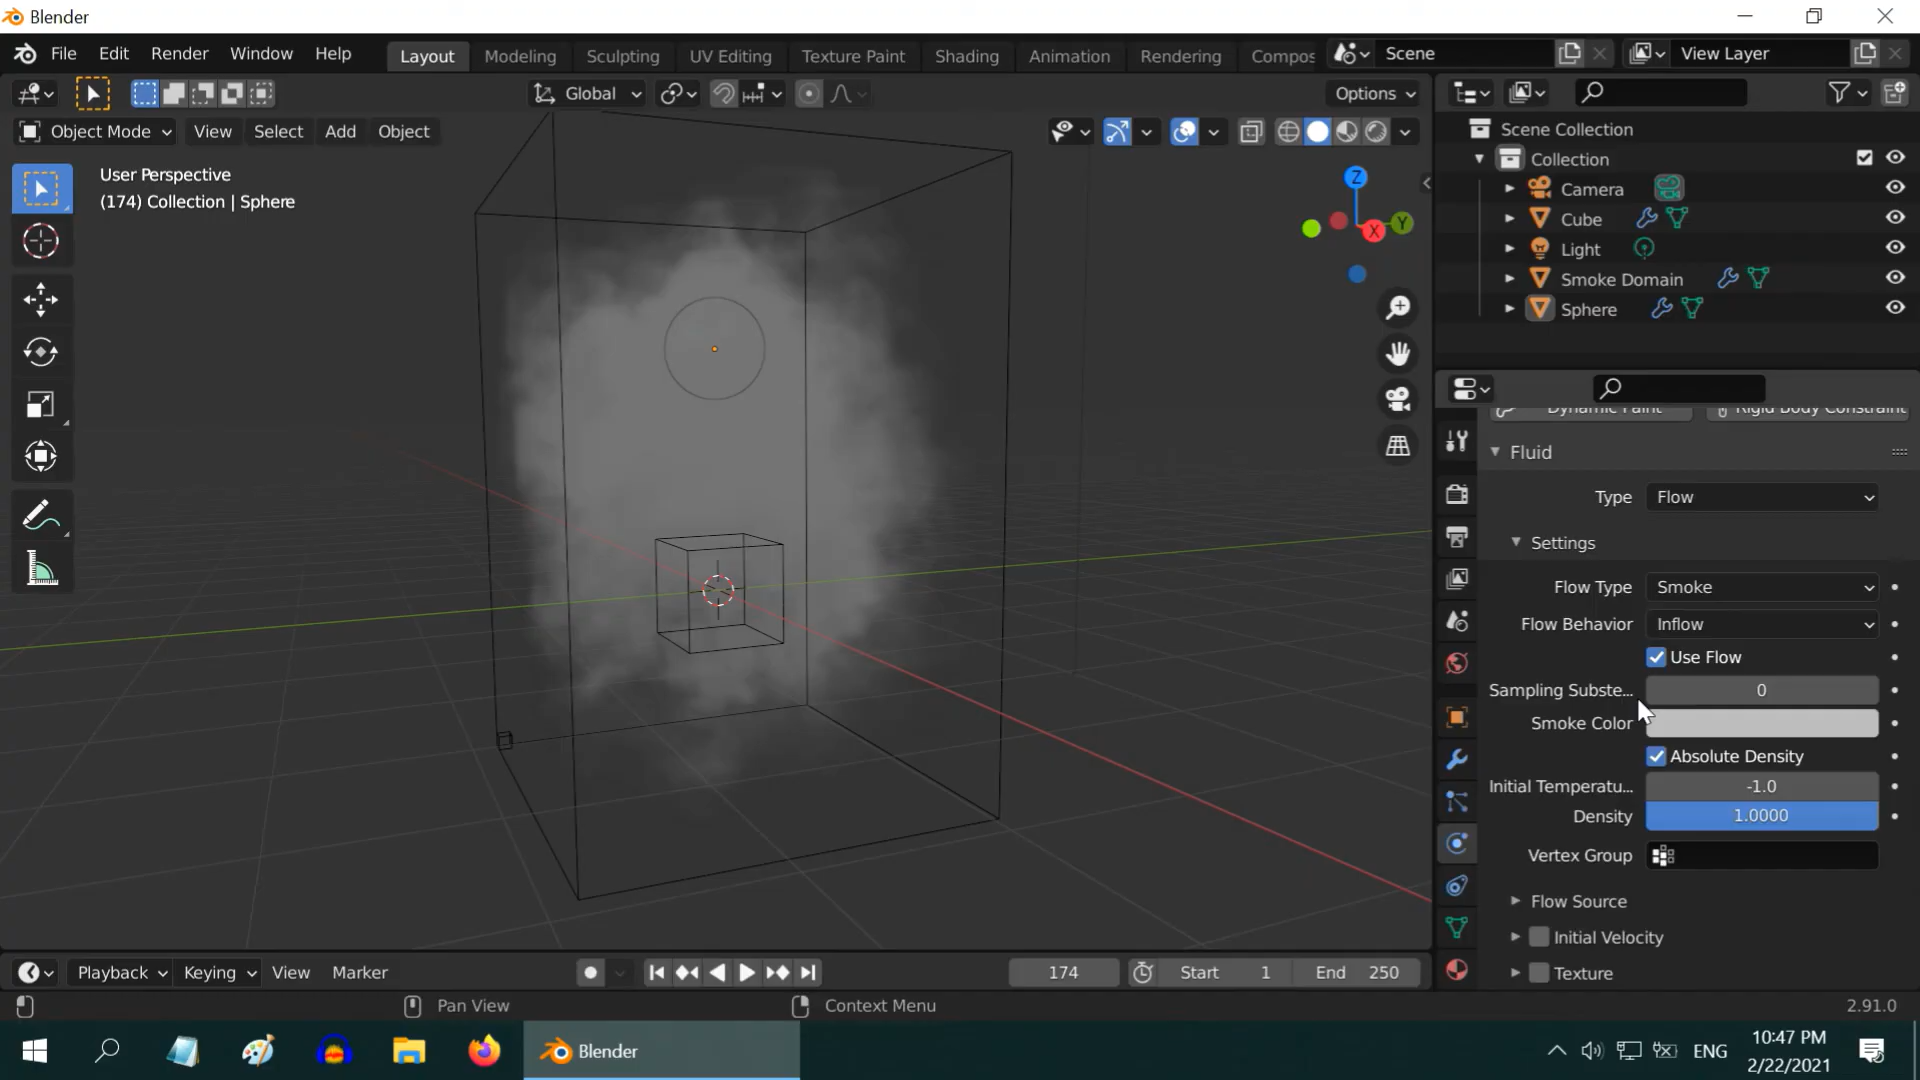 Blender
File Edit Render Window Help Layout Modeling Sculpting UV Editing Texture Paint Shading Animation Rendering Compos Scene View Layer
Global Options
Object Mode View Select Add Object
User Perspective
(174) Collection | Sphere
Z
Y
X
Scene Collection
Collection
Camera
Cube
Light
Smoke Domain
Sphere
Dynamic Paint Rigid Body Constraint
Fluid
Type Flow
Settings
Flow Type Smoke
Flow Behavior Inflow
Use Flow
Sampling Subste... 0
Smoke Color
Absolute Density
Initial Temperatu... -1.0
Density 1.0000
Vertex Group
Flow Source
Initial Velocity
Texture
Playback Keying View Marker 174 Start 1 End 250
Pan View Context Menu 2.91.0
Blender ENG 10:47 PM
2/22/2021